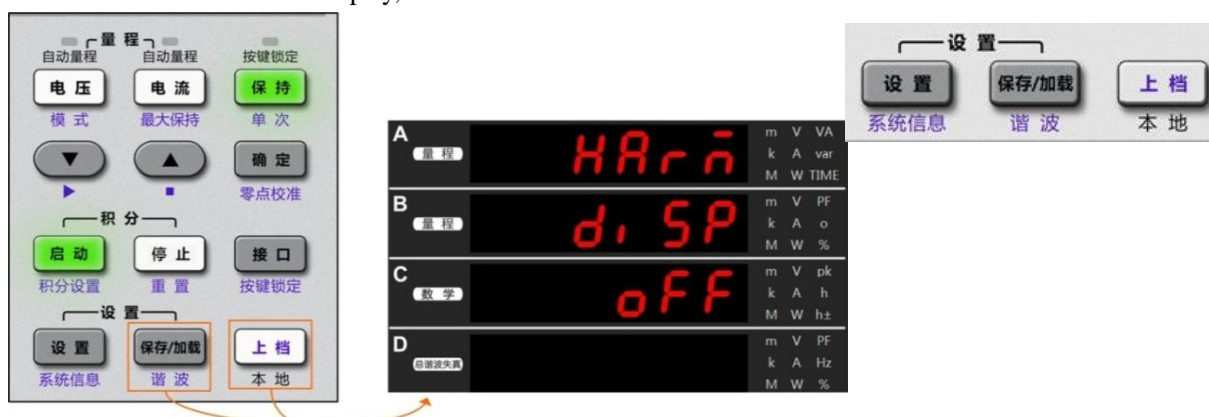 play,
量 程
自动量程 自动量程 按键锁定
电 压 电 流 保 持
模 式 最大保持 单 次
▼ ▲ 确 定
▶ ■ 零点校准
积 分
启 动 停 止 接 口
积分设置 重 置 按键锁定
设 置
设 置 保存/加载 上 档
系统信息 谐 波 本 地
A 量 程 HArm m V VA
k A var
M W TIME
B 量 程 diSP m V PF
k A o
M W %
C 数 学 oFF m V pk
k A h
M W h±
D 总谐波失真 m V PF
k A Hz
M W %
设 置
设 置 保存/加载 上 档
系统信息 谐 波 本 地